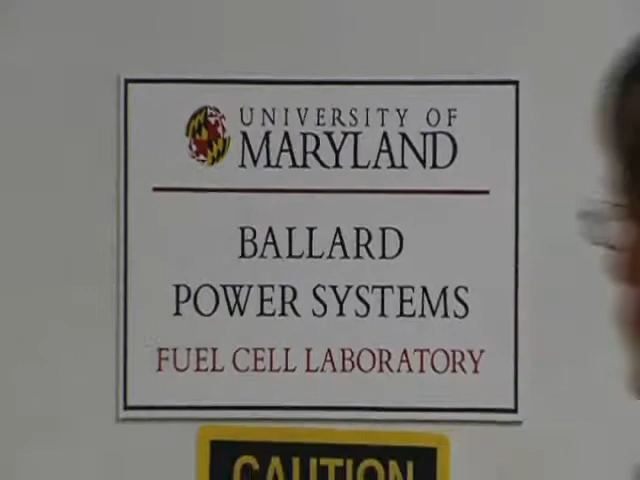 UNIVERSITY OF
MARYLAND
BALLARD
POWER SYSTEMS
FUEL CELL LABORATORY
CAUTION